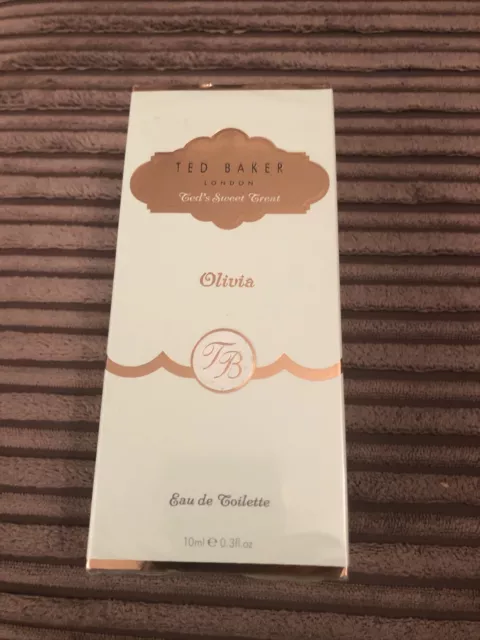 TED BAKER
LONDON
Ted's Sweet Treat
Olivia
TB
Eau de Toilette
10ml ℮ 0.3fl.oz